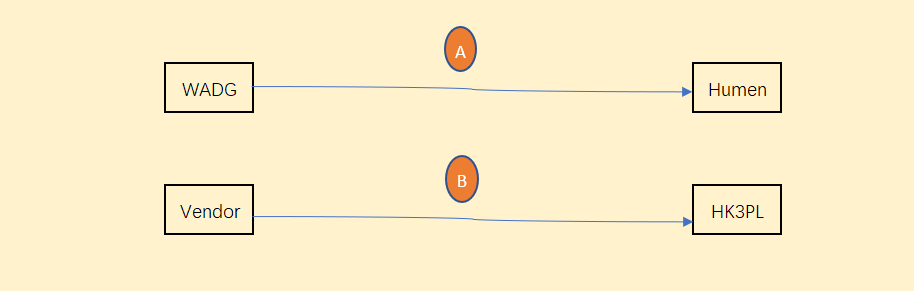 A
WADG
Humen
B
Vendor
HK3PL